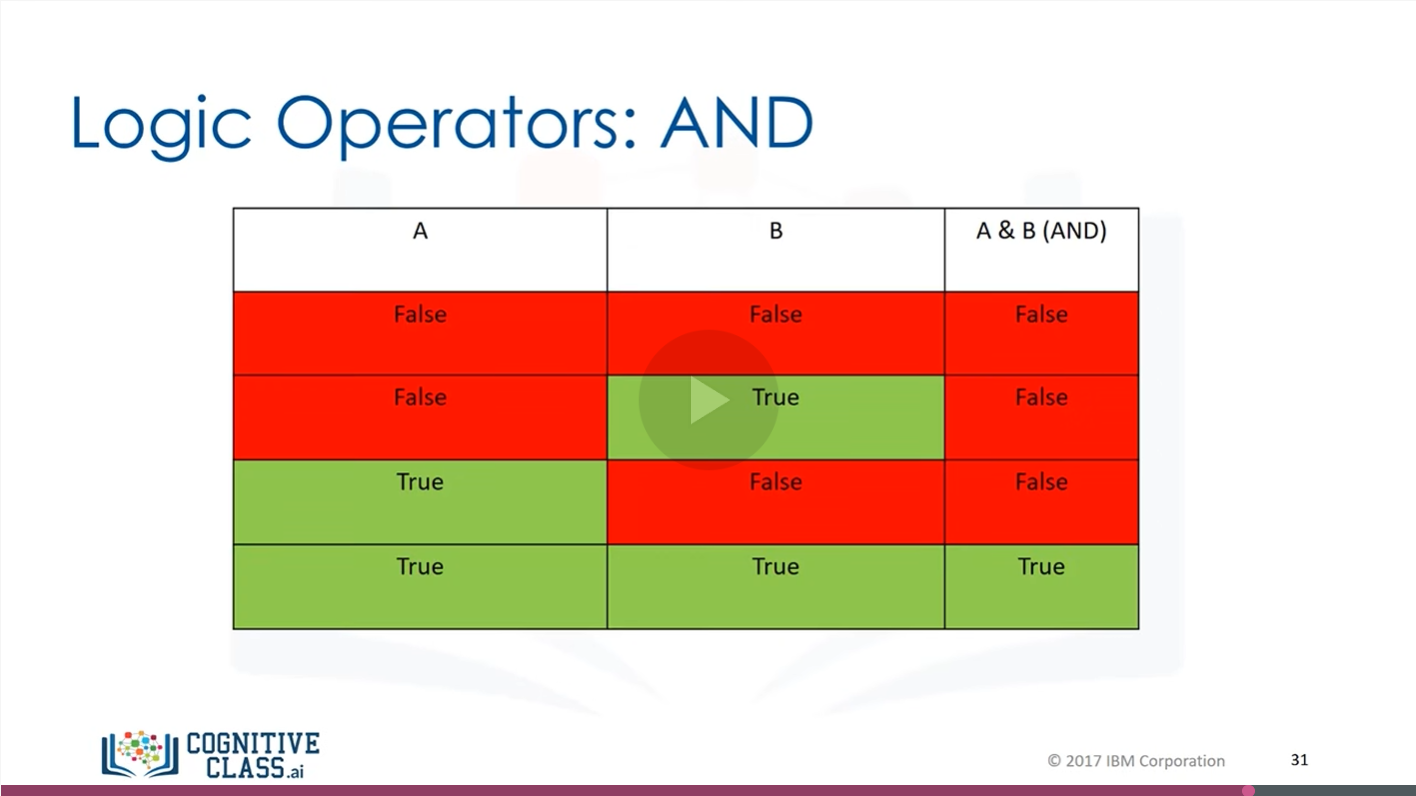 Logic Operators: AND
A B A & B (AND)
False False False
False True False
True False False
True True True
COGNITIVE
CLASS.ai
© 2017 IBM Corporation 31